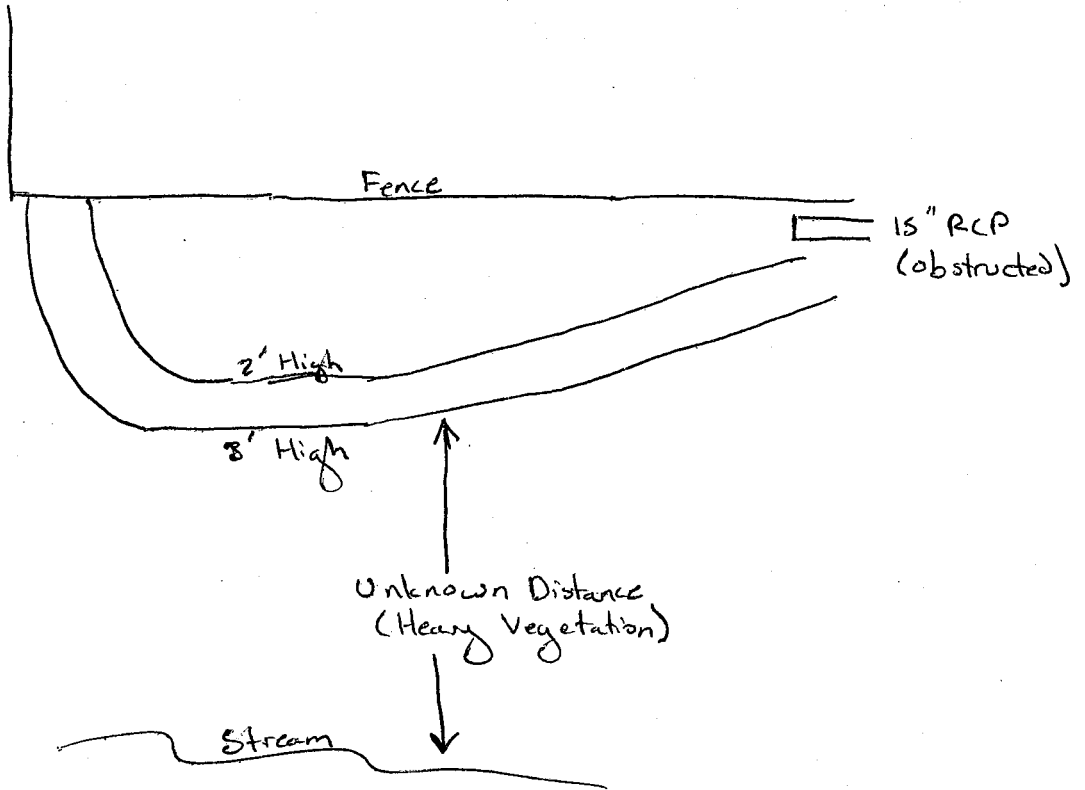 Fence
15" RCP
(obstructed)
2' High
8' High
Unknown Distance
(Heavy Vegetation)
Stream